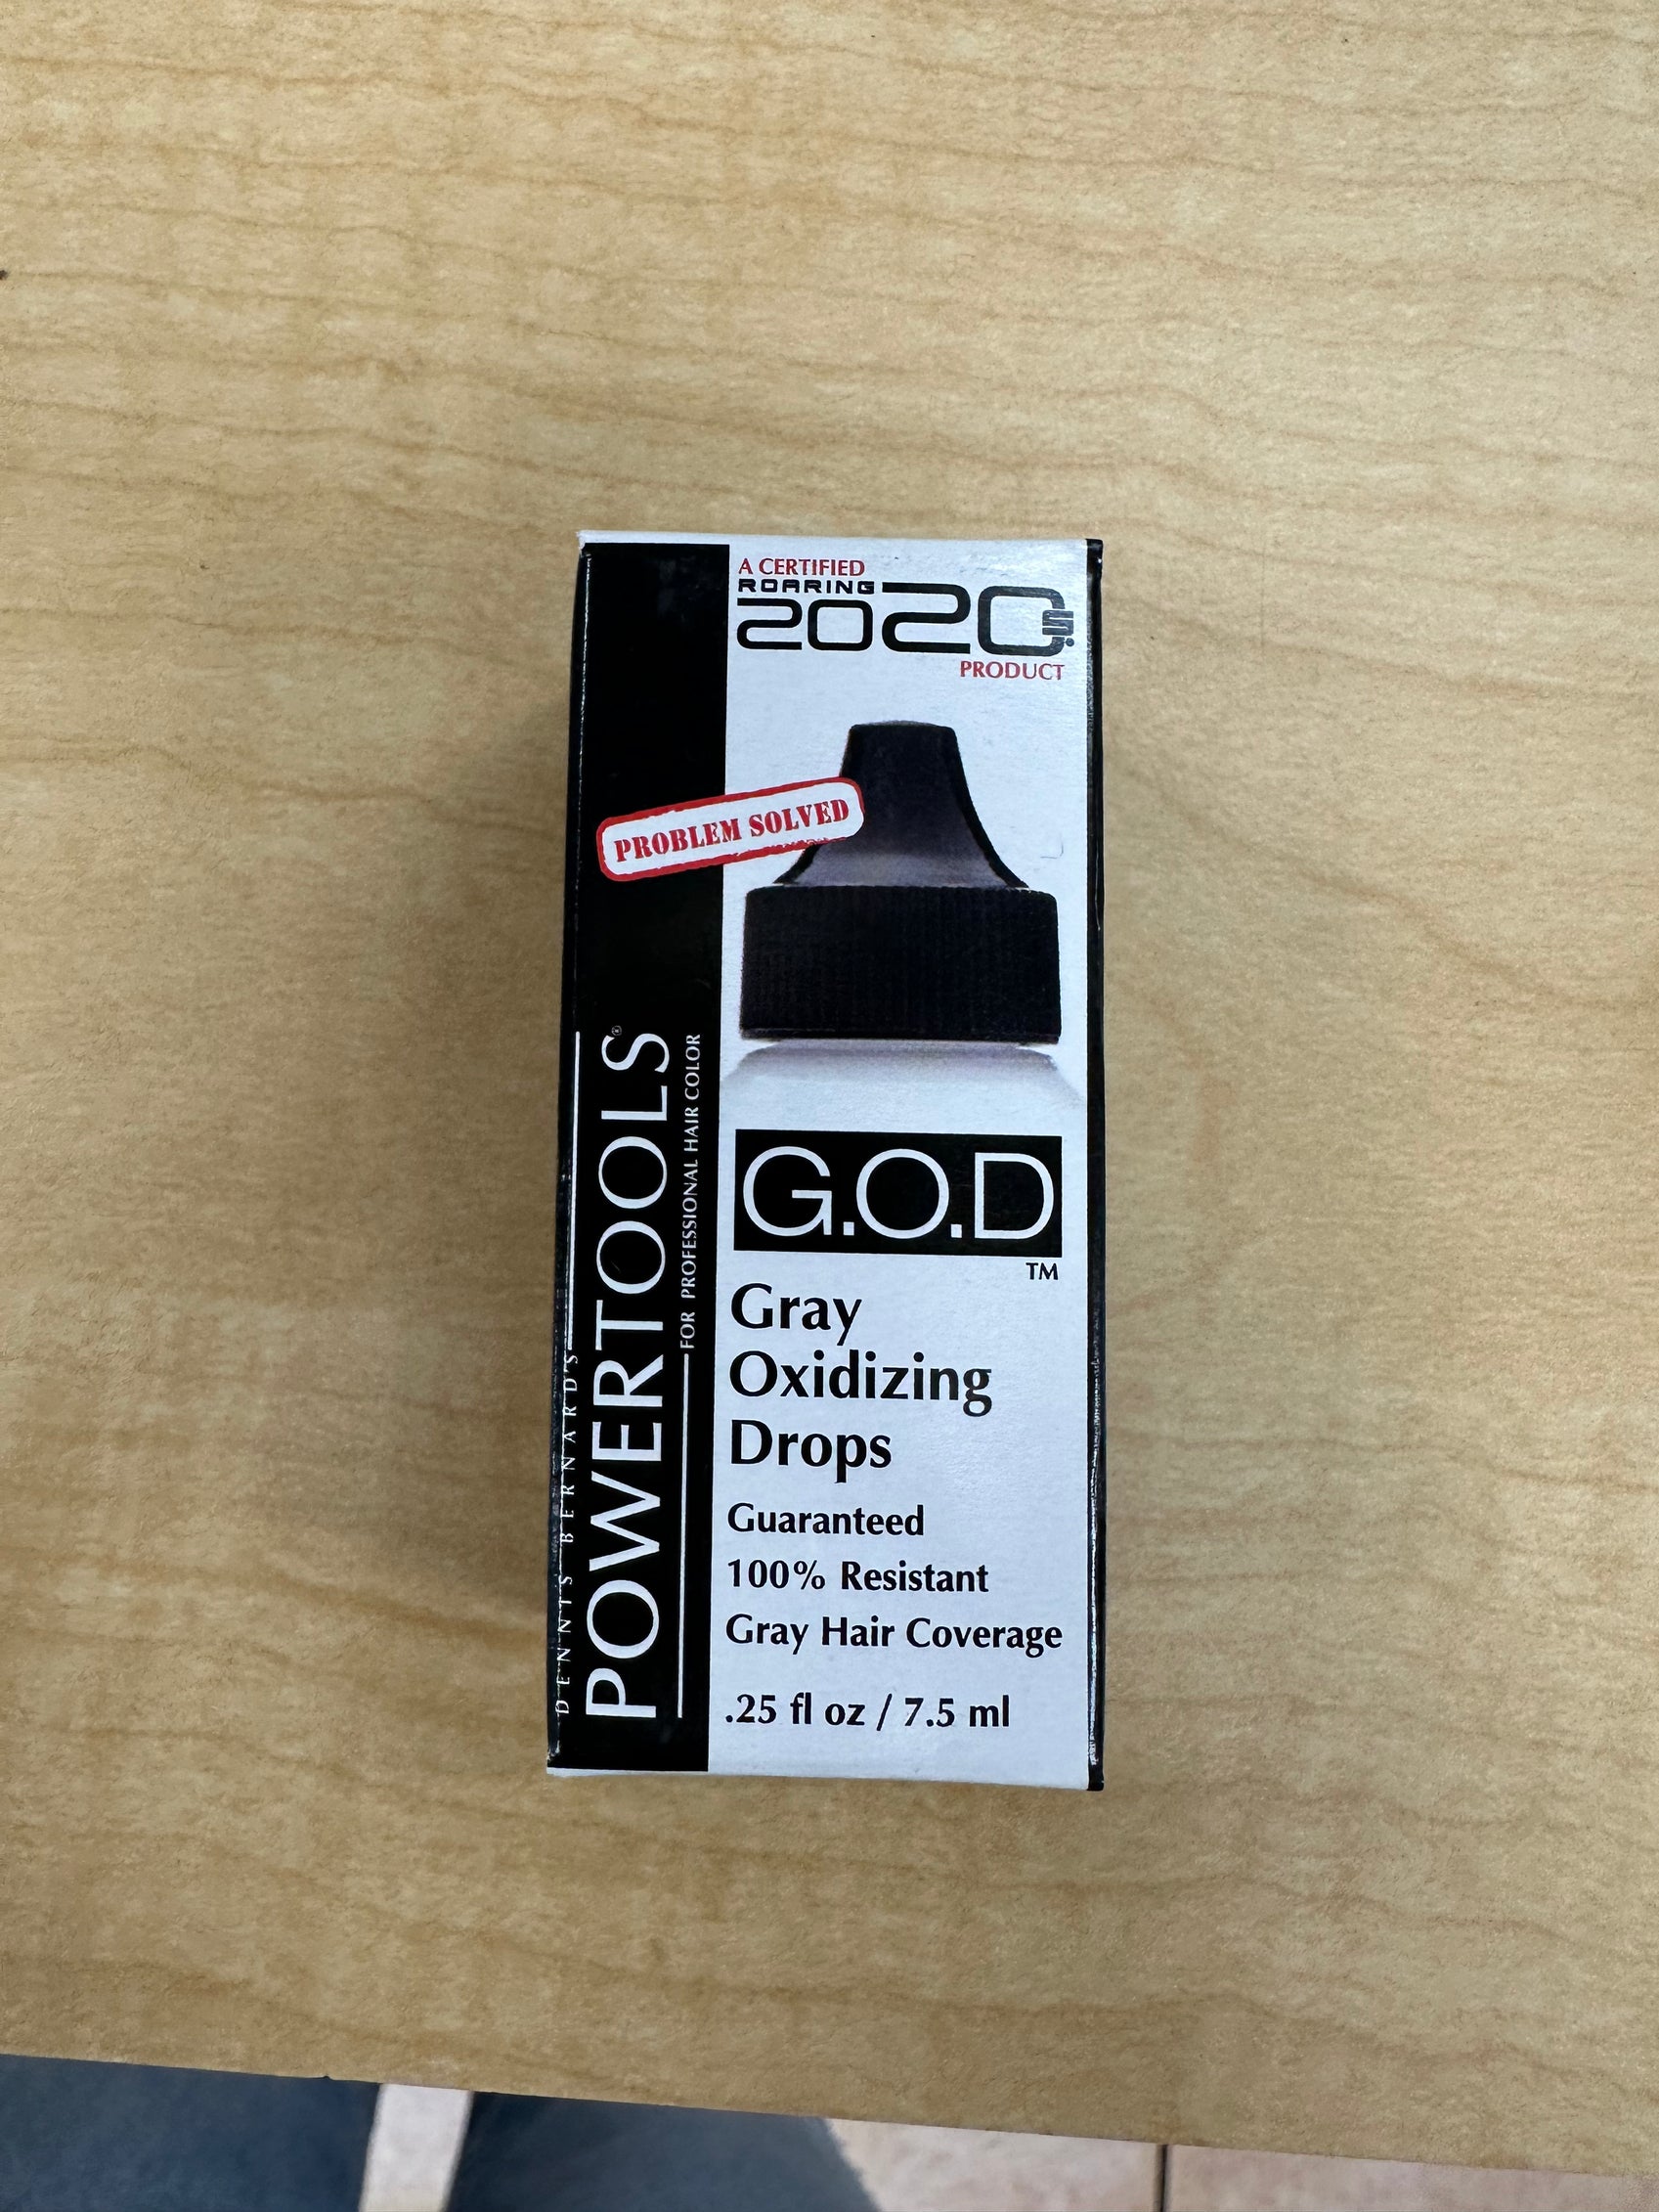 A CERTIFIED
ROARING
2020s.
PRODUCT
PROBLEM SOLVED
DENNIS BERNARD'S
POWERTOOLS®
FOR PROFESSIONAL HAIR COLOR
G.O.D
TM
Gray
Oxidizing
Drops
Guaranteed
100% Resistant
Gray Hair Coverage
.25 fl oz / 7.5 ml